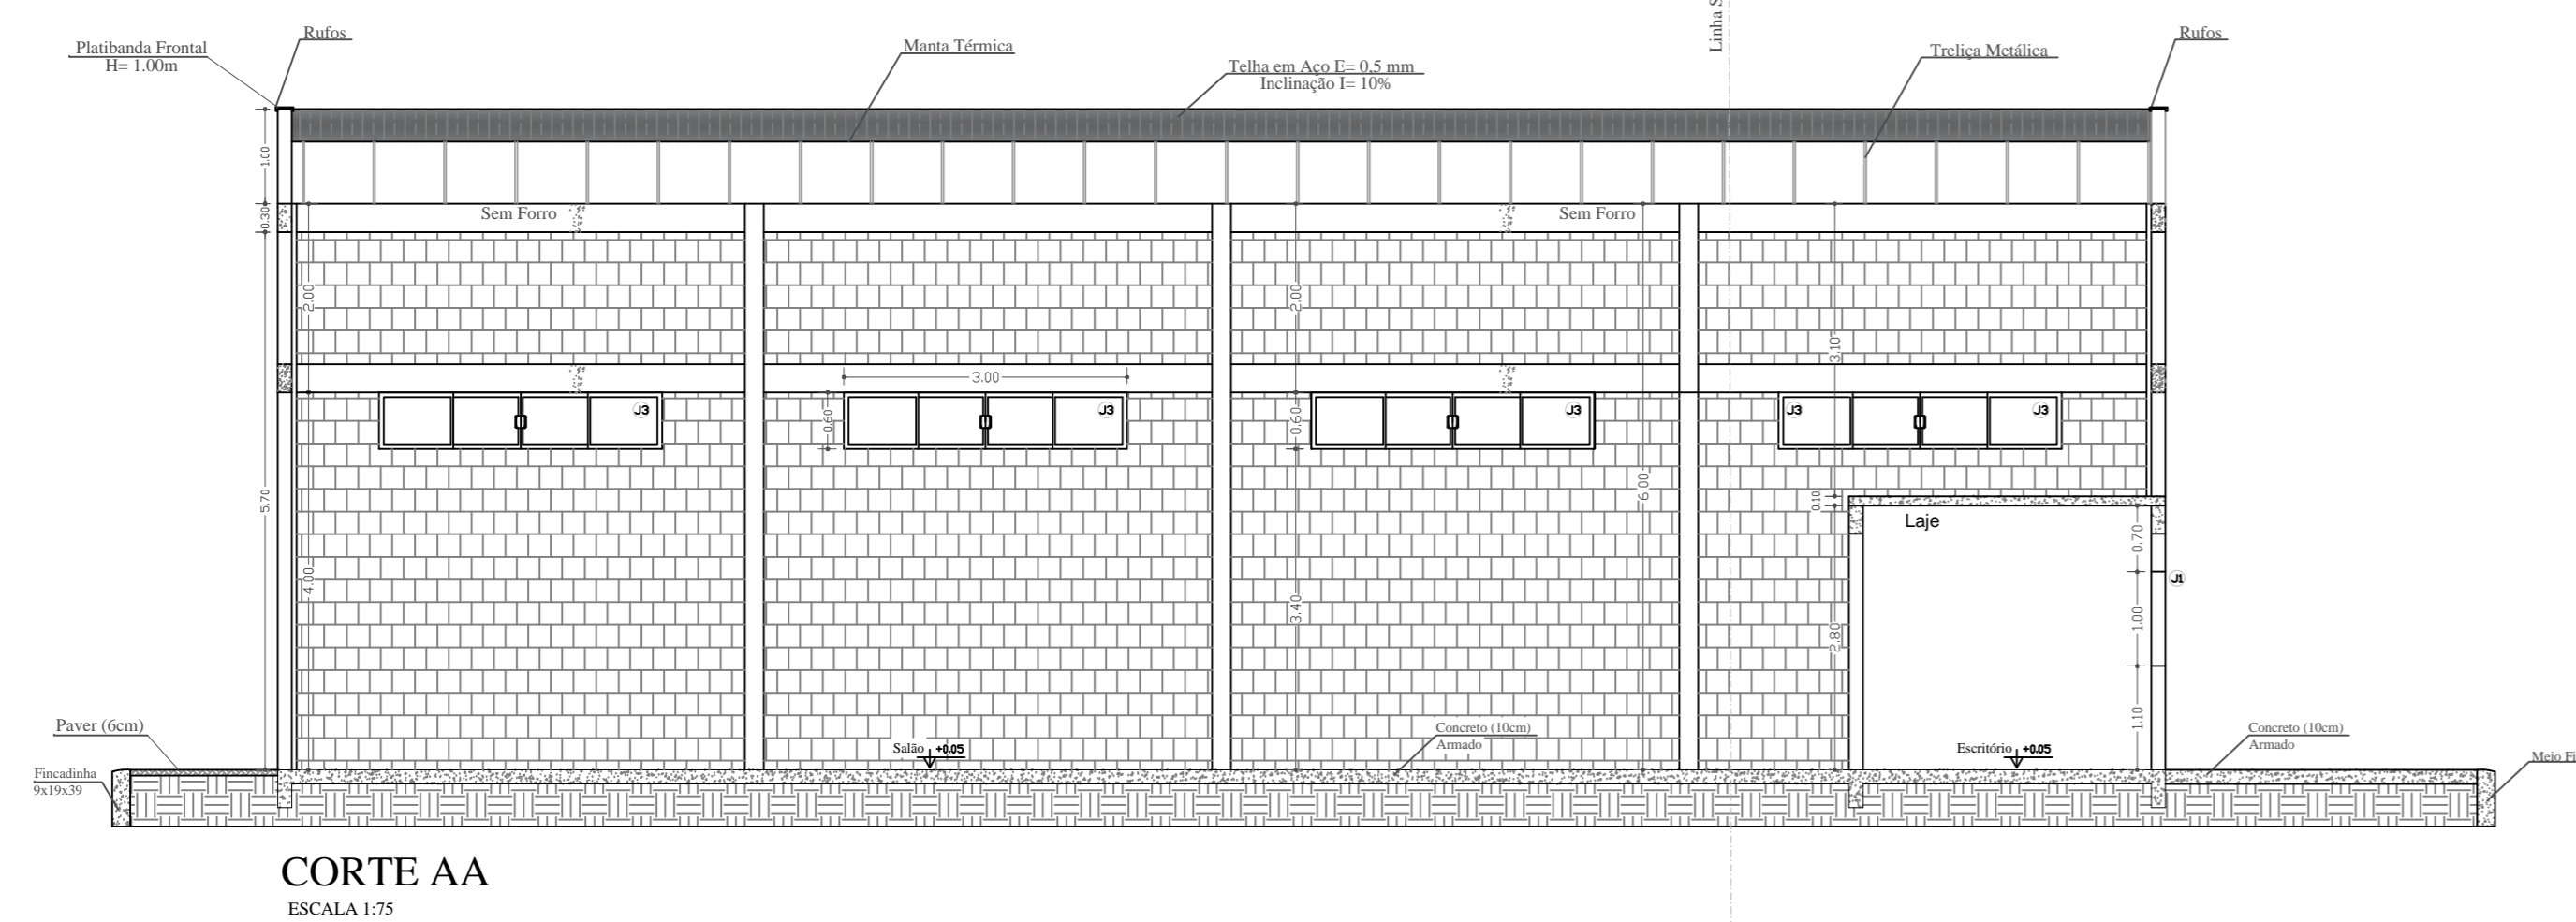 Linha S
Rufos
Platibanda Frontal
H= 1.00m
Manta Térmica
Telha em Aço E= 0,5 mm
Inclinação I= 10%
Treliça Metálica
Rufos
1.00
0.30
Sem Forro
Sem Forro
2.00
2.00
3.10
3.00
0.60
0.60
J3
J3
J3
J3
J3
5.70
6.00
0.10
Laje
0.70
4.00
3.40
2.80
J1
1.00
1.10
Paver (6cm)
Fincadinha
9x19x39
Salão +0.05
Concreto (10cm)
Armado
Escritório +0.05
Concreto (10cm)
Armado
Meio Fi
CORTE AA
ESCALA 1:75